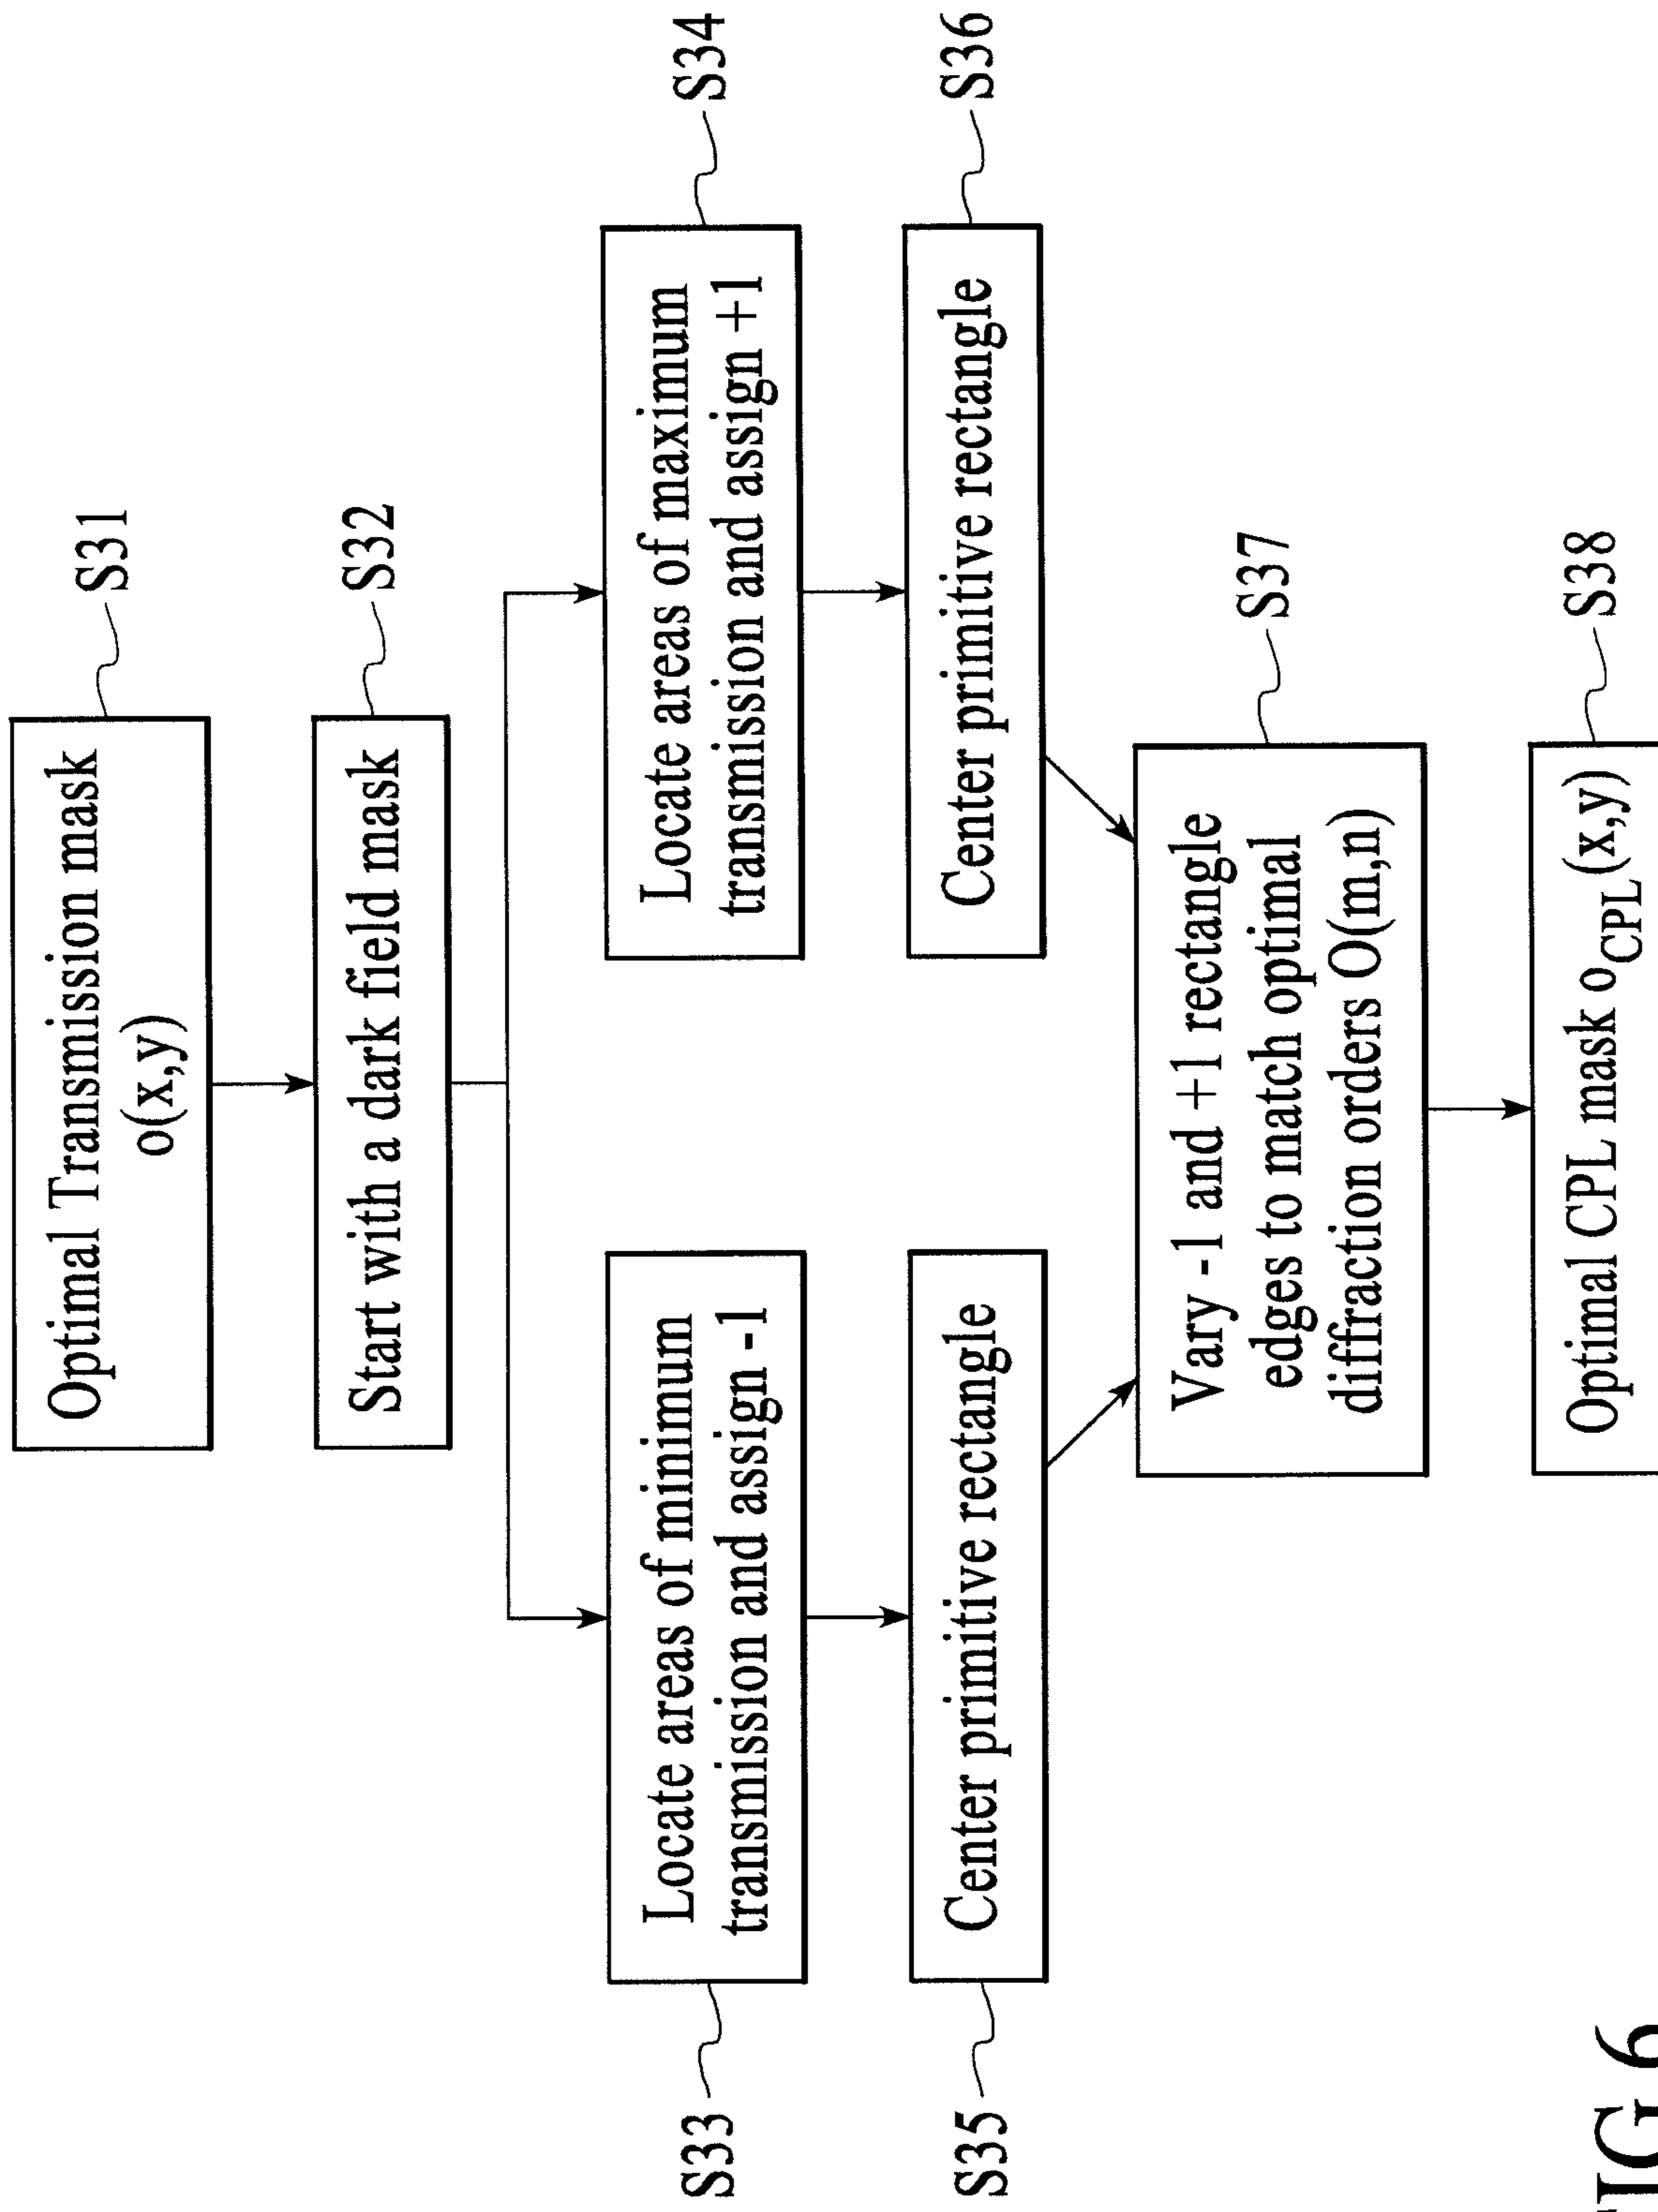 Optimal Transmission mask
o(x,y)
S31
Start with a dark field mask
S32
S33
Locate areas of minimum
transmission and assign -1
Locate areas of maximum
transmission and assign +1
S34
S35
Center primitive rectangle
Center primitive rectangle
S36
Vary -1 and +1 rectangle
edges to match optimal
diffraction orders O(m,n)
S37
Optimal CPL mask oCPL(x,y)
S38
IG 6